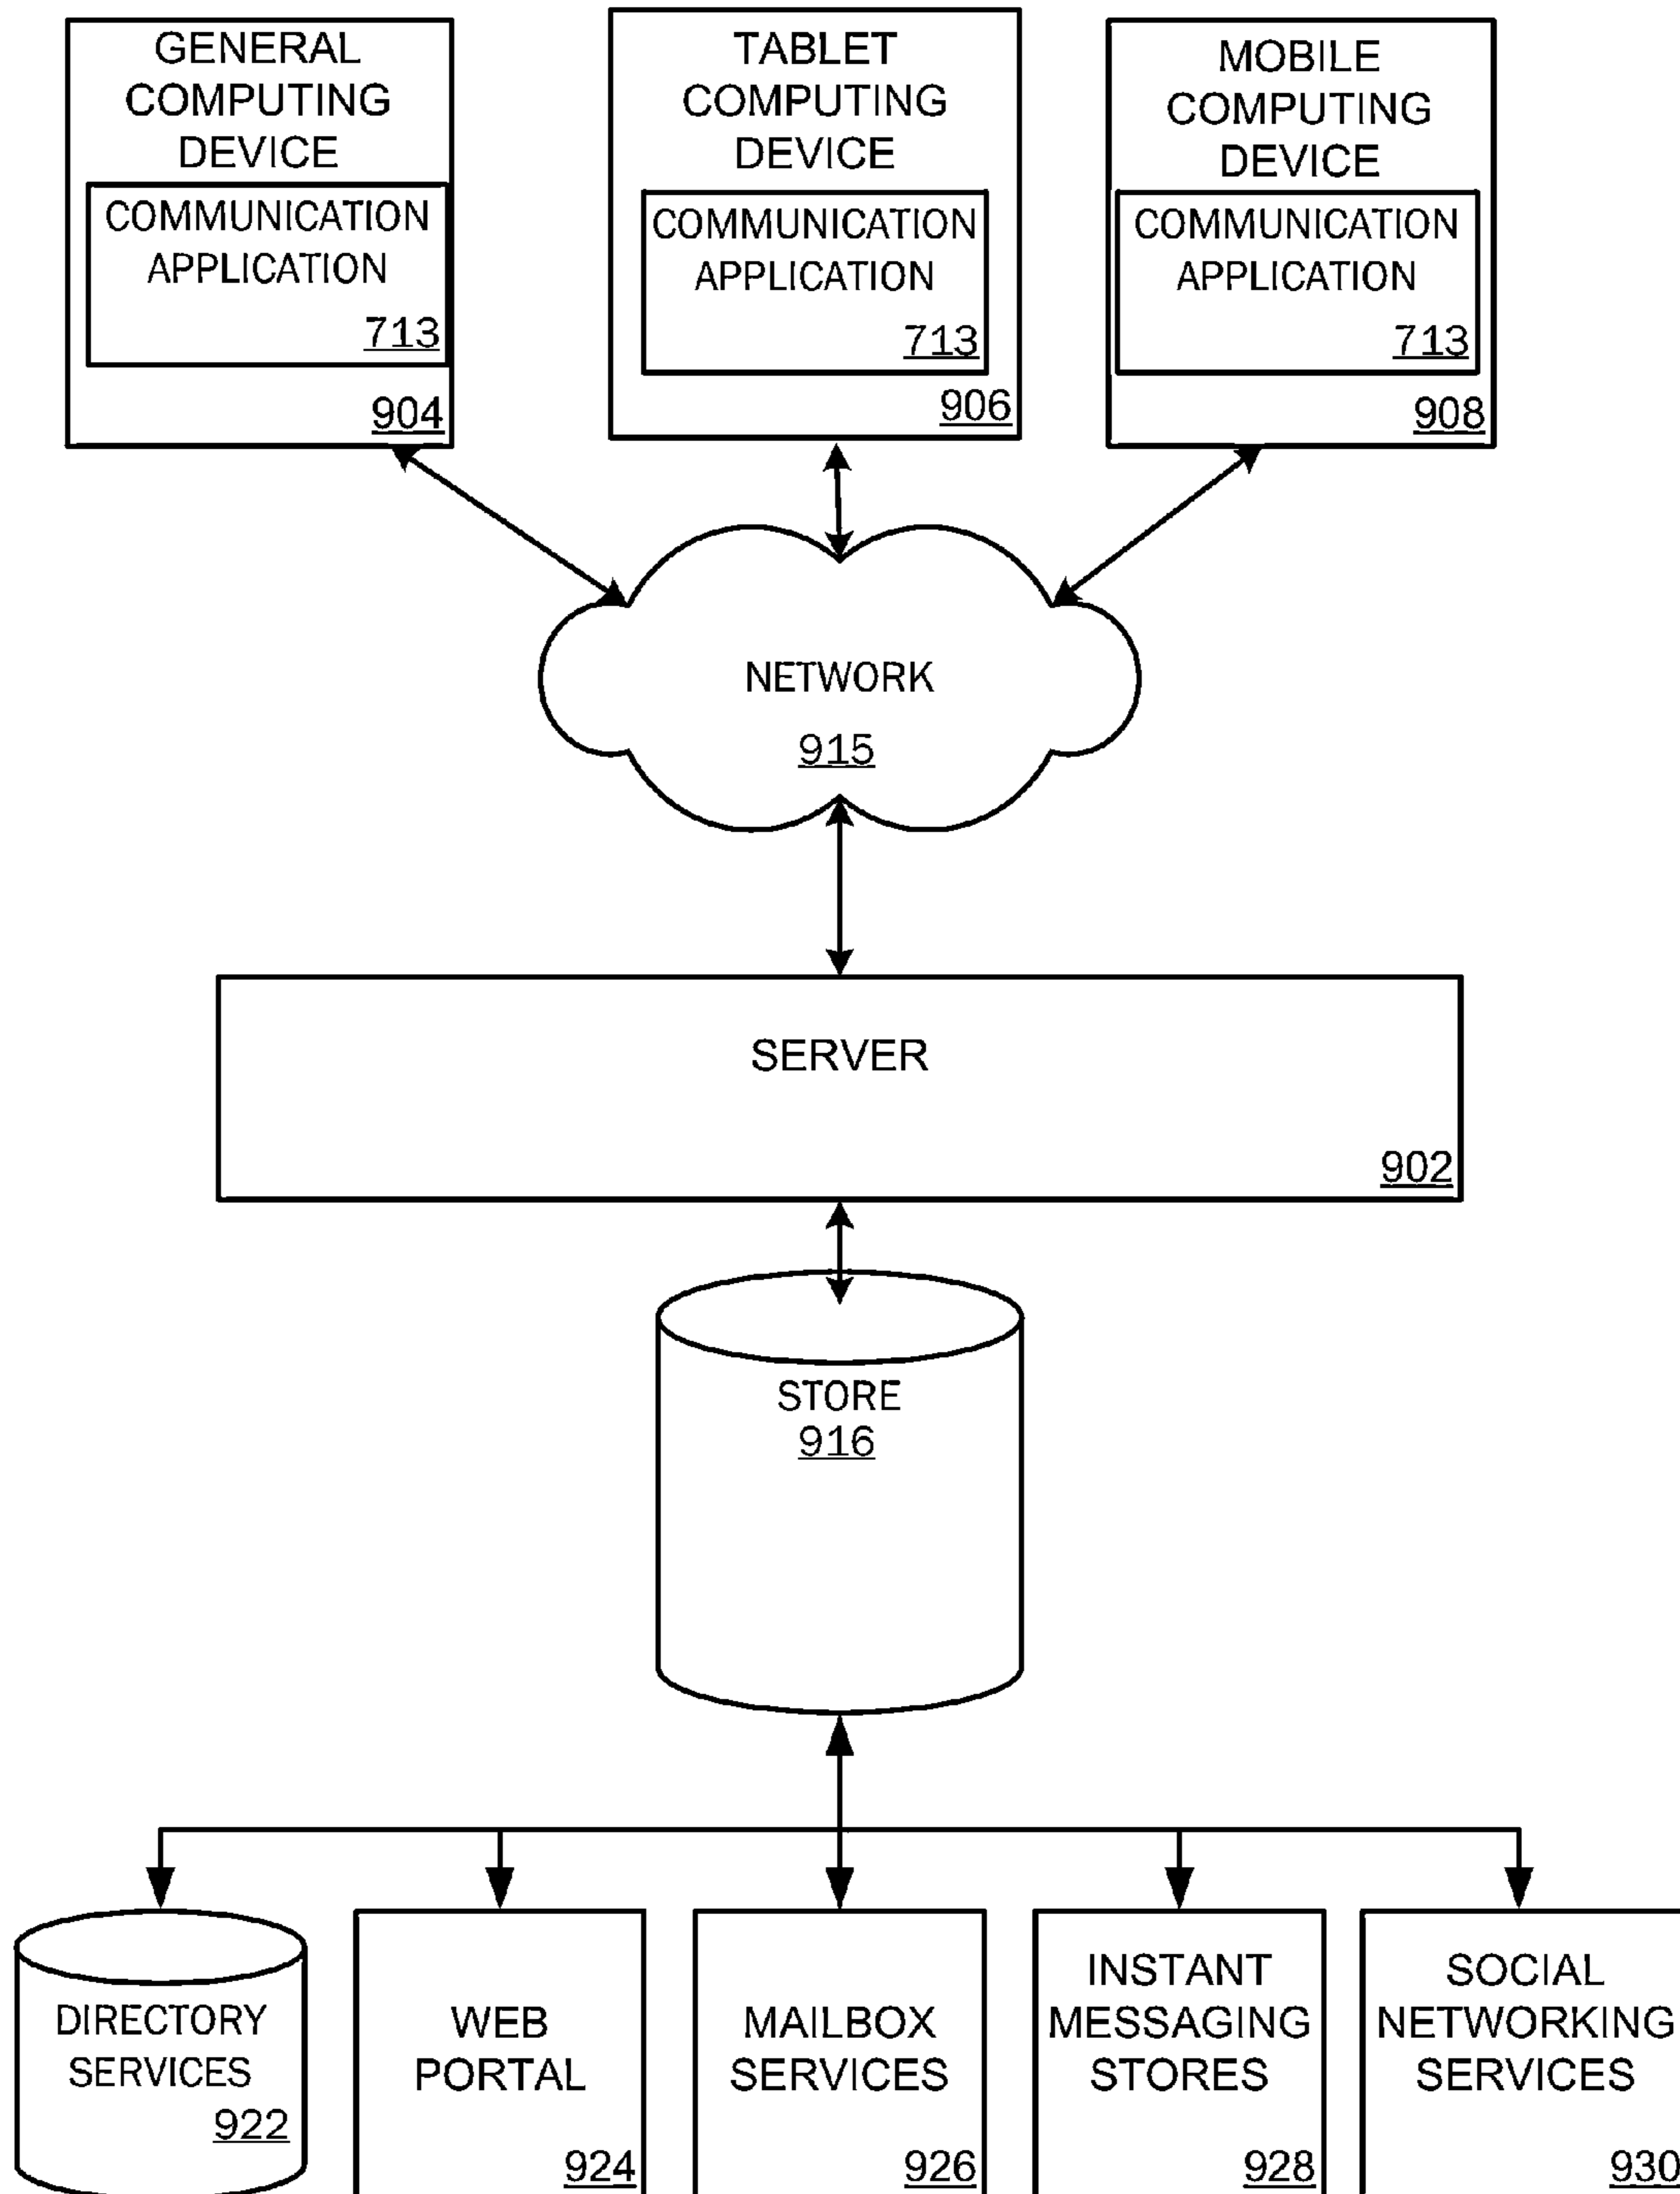 GENERAL
COMPUTING
DEVICE
COMMUNICATION
APPLICATION
713
904
TABLET
COMPUTING
DEVICE
COMMUNICATION
APPLICATION
713
906
MOBILE
COMPUTING
DEVICE
COMMUNICATION
APPLICATION
713
908
NETWORK
915
SERVER
902
STORE
916
DIRECTORY
SERVICES
922
WEB
PORTAL
924
MAILBOX
SERVICES
926
INSTANT
MESSAGING
STORES
928
SOCIAL
NETWORKING
SERVICES
930